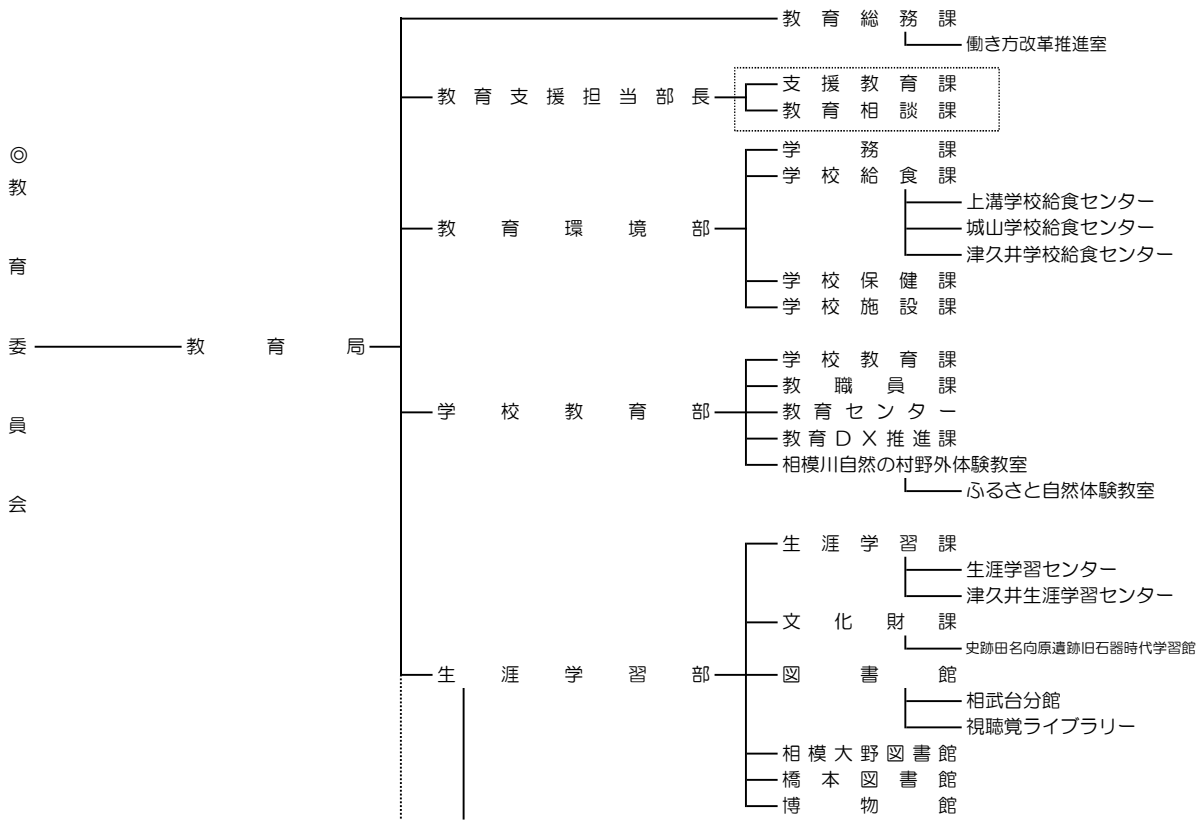 ◎教育委員会
教育局
教育総務課
働き方改革推進室
教育支援担当部長
支援教育課
教育相談課
教育環境部
学務課
学校給食課
上溝学校給食センター
城山学校給食センター
津久井学校給食センター
学校保健課
学校施設課
学校教育部
学校教育課
教職員課
教育センター
教育DX推進課
相模川自然の村野外体験教室
ふるさと自然体験教室
生涯学習部
生涯学習課
生涯学習センター
津久井生涯学習センター
文化財課
史跡田名向原遺跡旧石器時代学習館
図書館
相武台分館
視聴覚ライブラリー
相模大野図書館
橋本図書館
博物館